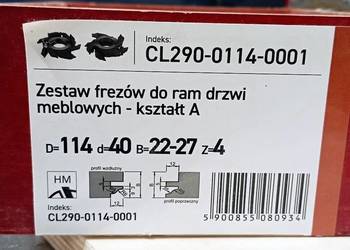 Indeks:
CL290-0114-0001
Zestaw frezów do ram drzwi
meblowych - kształt A
D=114 d=40 B=22-27 Z=4
HM
profil wzdłużny
12
12
profil poprzeczny
Indeks:
CL290-0114-0001
5 900855 080934